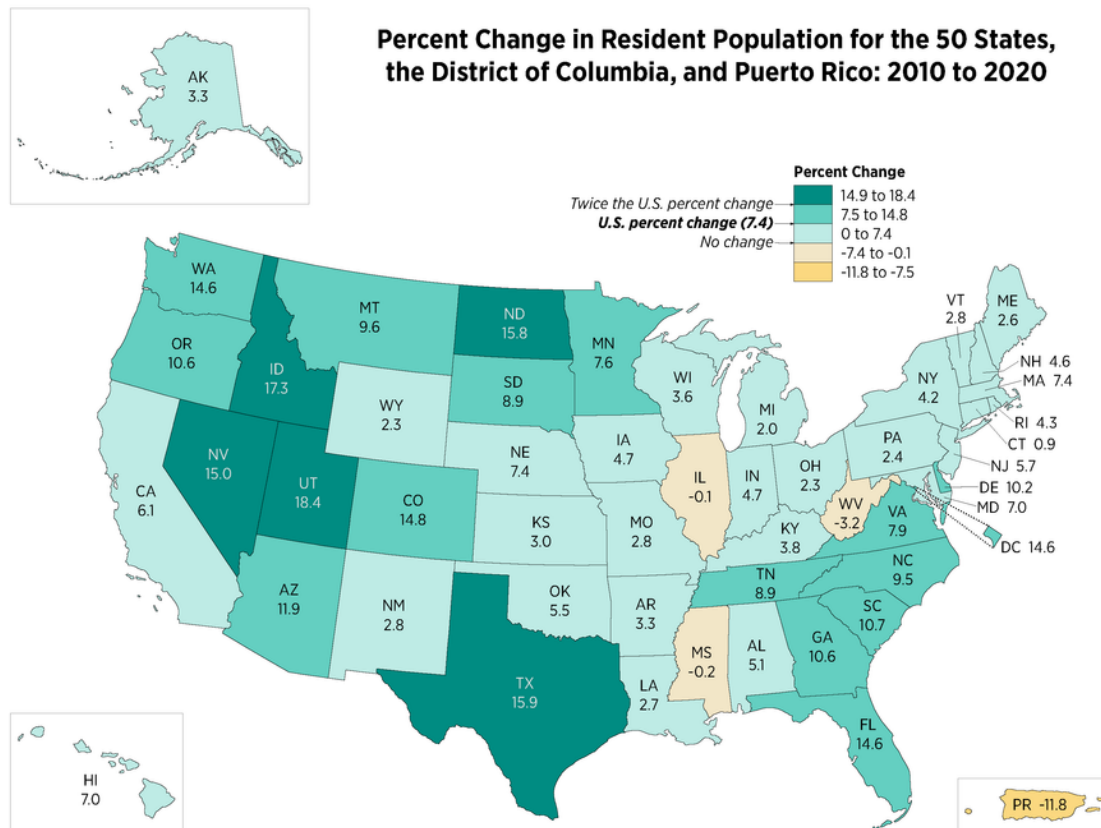 Percent Change in Resident Population for the 50 States,
the District of Columbia, and Puerto Rico: 2010 to 2020
AK
3.3
Percent Change
14.9 to 18.4
7.5 to 14.8
0 to 7.4
-7.4 to -0.1
-11.8 to -7.5
Twice the U.S. percent change
U.S. percent change (7.4)
No change
WA
14.6
MT
9.6
ND
15.8
MN
7.6
VT
2.8
ME
2.6
OR
10.6
ID
17.3
SD
8.9
WI
3.6
MI
2.0
NY
4.2
NH 4.6
MA 7.4
RI 4.3
CT 0.9
NJ 5.7
DE 10.2
MD 7.0
DC 14.6
WY
2.3
NE
7.4
IA
4.7
IL
-0.1
IN
4.7
OH
2.3
PA
2.4
NV
15.0
UT
18.4
CO
14.8
CA
6.1
KS
3.0
MO
2.8
KY
3.8
WV
-3.2
VA
7.9
AZ
11.9
NM
2.8
OK
5.5
AR
3.3
TN
8.9
NC
9.5
SC
10.7
TX
15.9
LA
2.7
MS
-0.2
AL
5.1
GA
10.6
FL
14.6
HI
7.0
PR -11.8